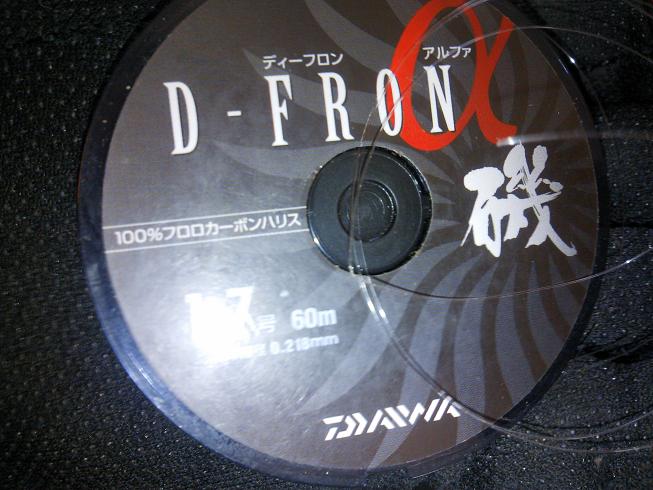 ディーフロン アルファ
D-FRON α
磯
100%フロロカーボンハリス
1.7号 60m
0.218mm
DAIWA